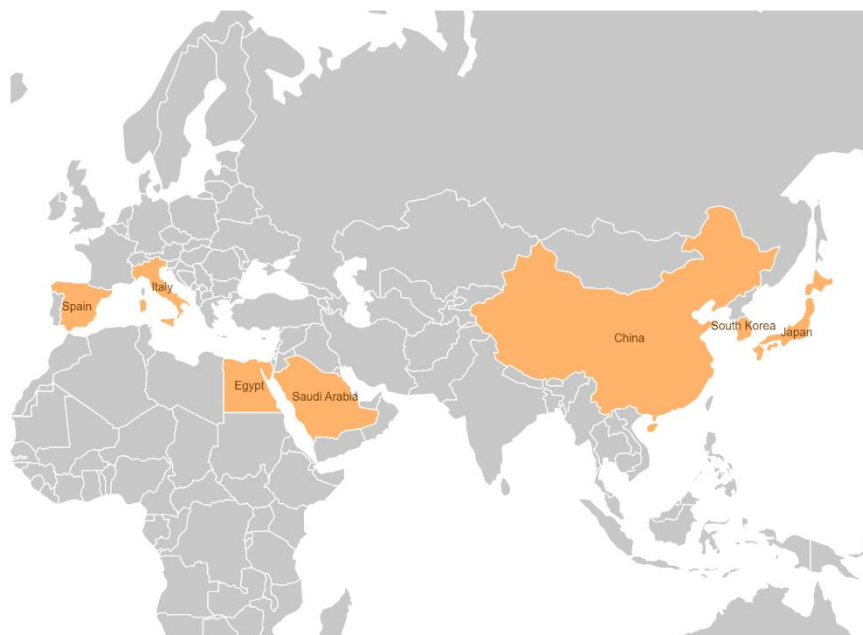 Italy
Spain
South Korea
Japan
China
Egypt
Saudi Arabia